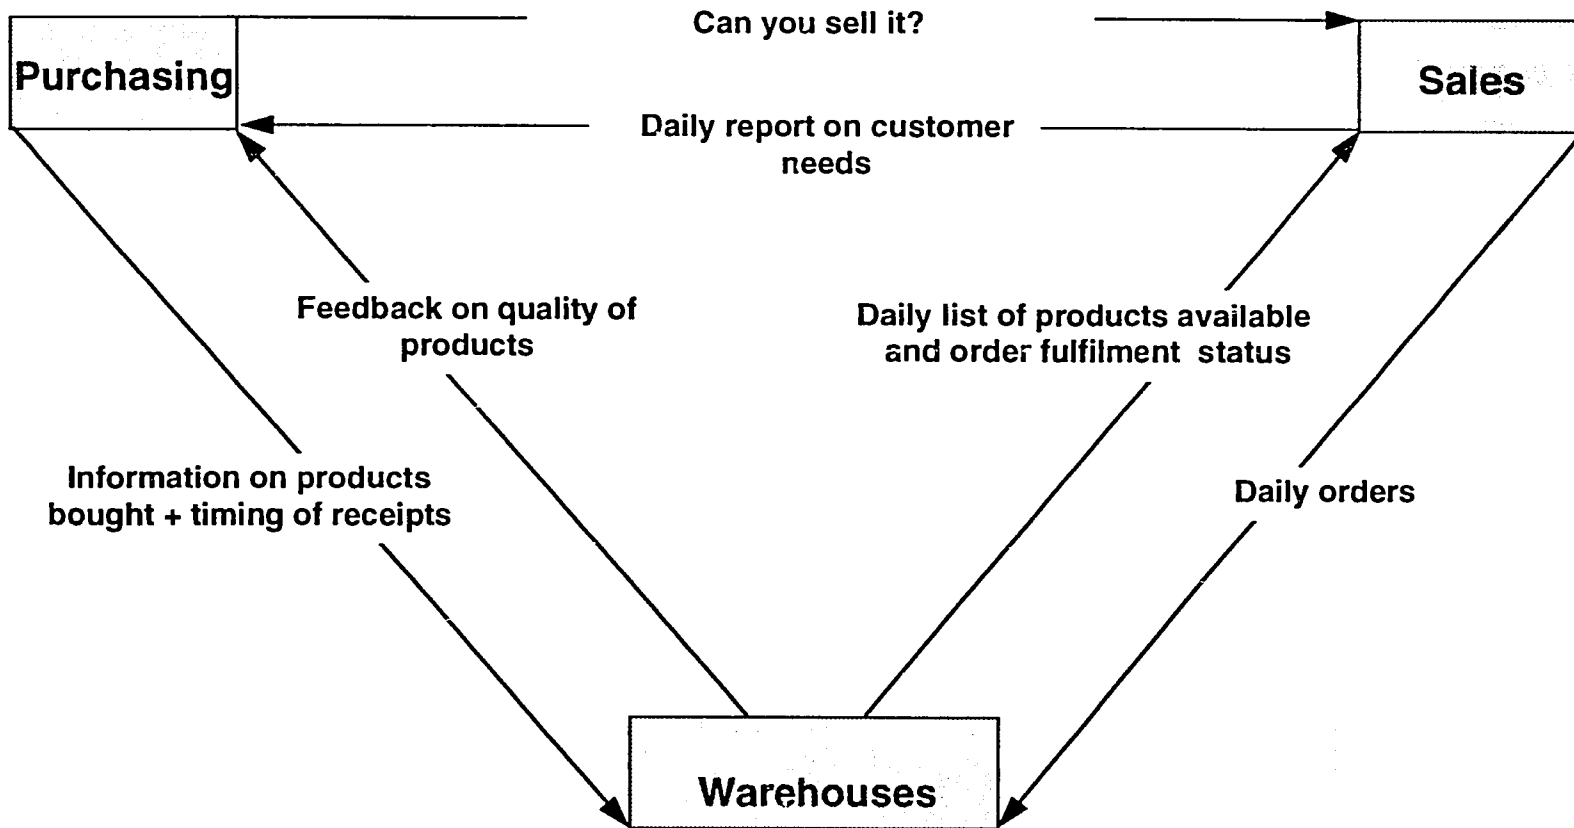 Can you sell it?
Purchasing
Sales
Daily report on customer
needs
Feedback on quality of
products
Daily list of products available
and order fulfilment status
Information on products
bought + timing of receipts
Daily orders
Warehouses